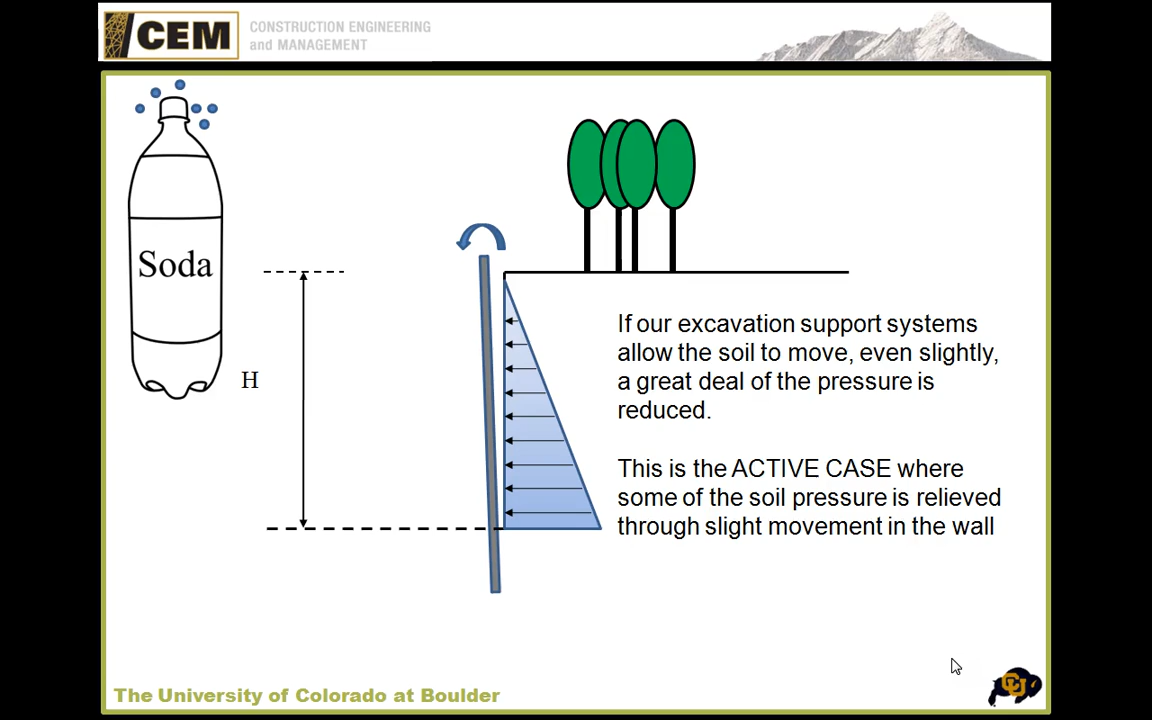 CEM
CONSTRUCTION ENGINEERING
and MANAGEMENT
Soda
H
If our excavation support systems
allow the soil to move, even slightly,
a great deal of the pressure is
reduced.
This is the ACTIVE CASE where
some of the soil pressure is relieved
through slight movement in the wall
The University of Colorado at Boulder
CU